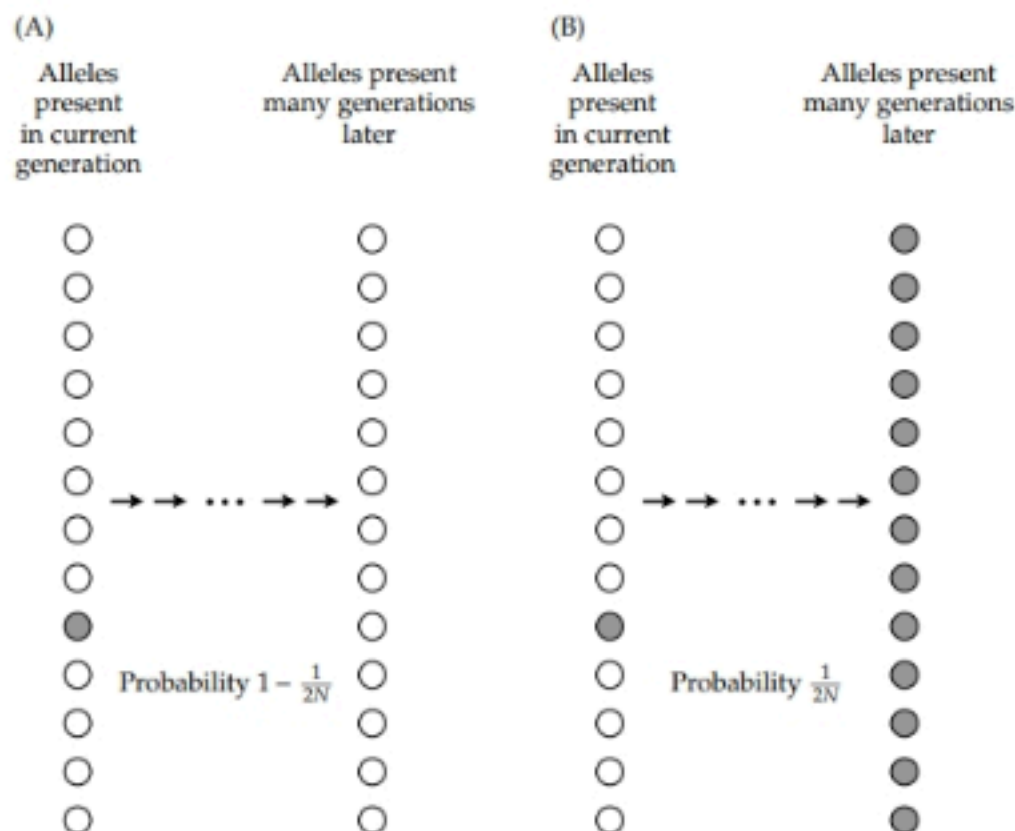 (A)
Alleles
present
in current
generation
Alleles present
many generations
later
Probability 1 – 1/2N
(B)
Alleles
present
in current
generation
Alleles present
many generations
later
Probability 1/2N